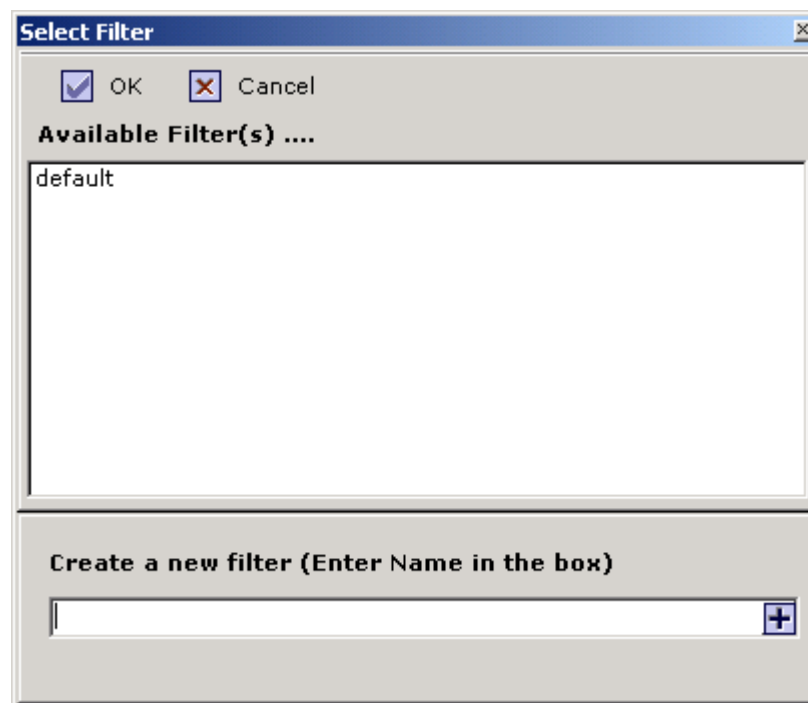 Select Filter
OK Cancel
Available Filter(s) ....
default
Create a new filter (Enter Name in the box)